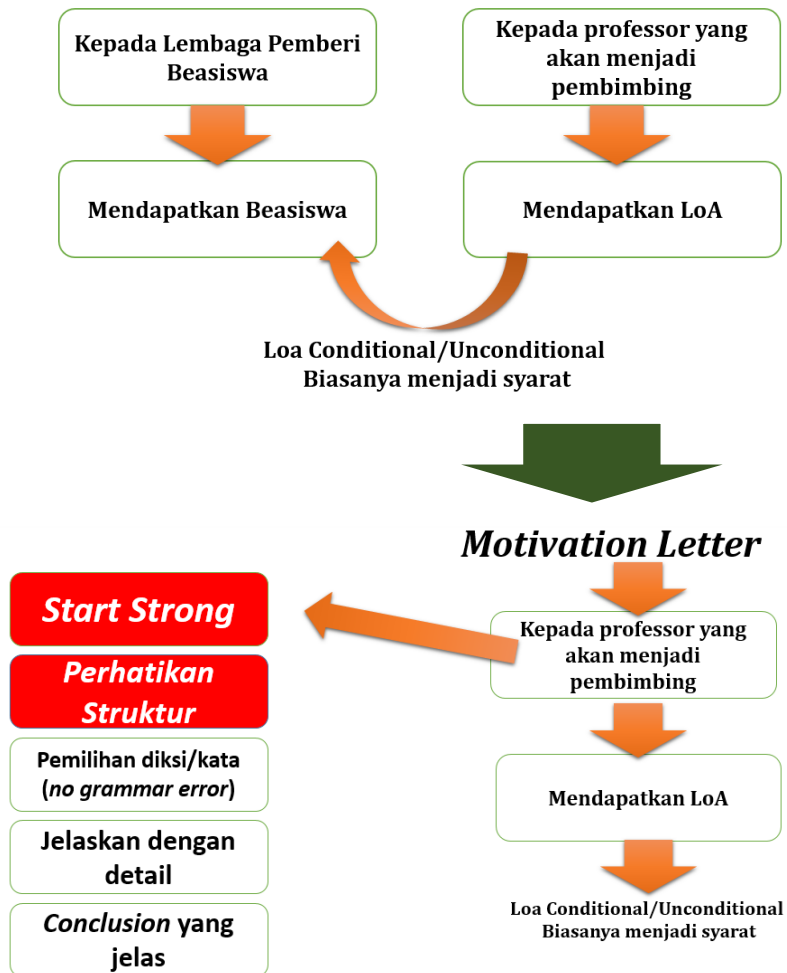 Kepada Lembaga Pemberi
Beasiswa
Kepada professor yang
akan menjadi
pembimbing
Mendapatkan Beasiswa
Mendapatkan LoA
Loa Conditional/Unconditional
Biasanya menjadi syarat
Motivation Letter
Start Strong
Perhatikan
Struktur
Pemilihan diksi/kata
(no grammar error)
Jelaskan dengan
detail
Conclusion yang
jelas
Kepada professor yang
akan menjadi
pembimbing
Mendapatkan LoA
Loa Conditional/Unconditional
Biasanya menjadi syarat